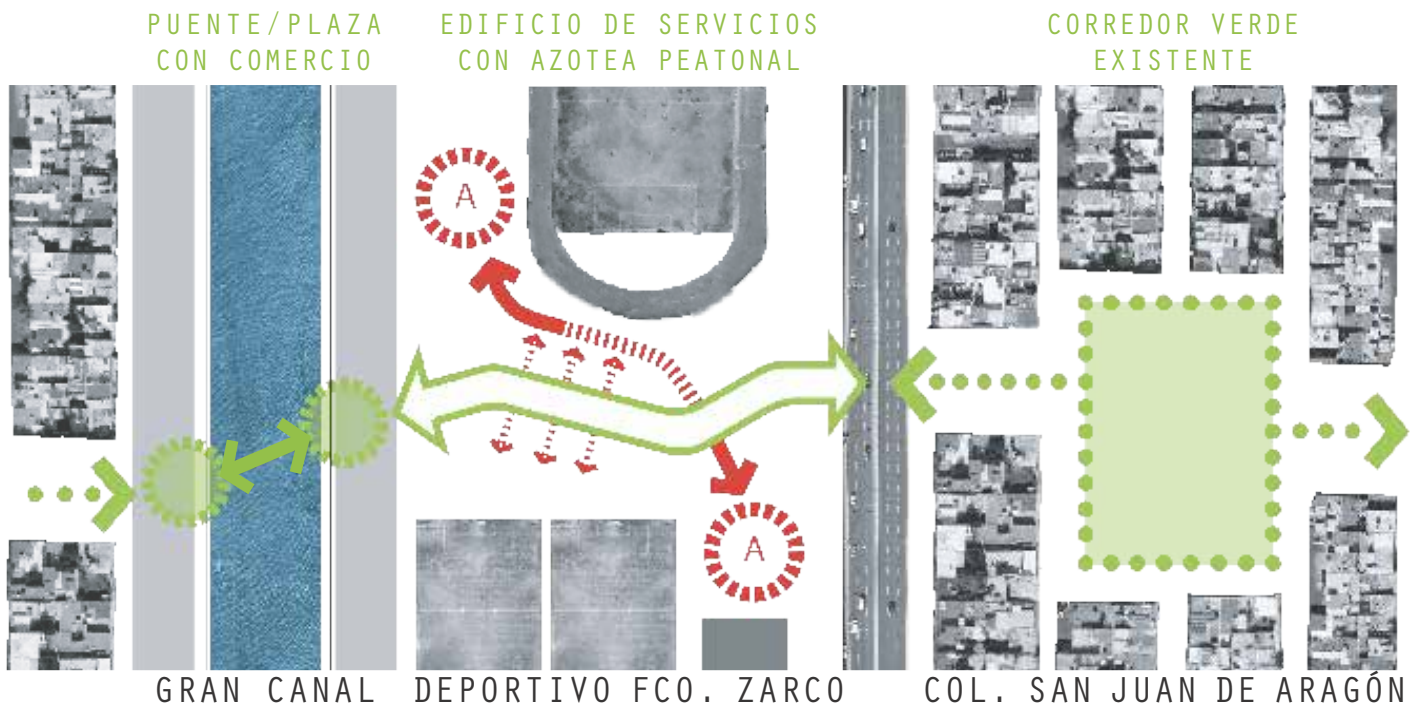 PUENTE/PLAZA
CON COMERCIO
EDIFICIO DE SERVICIOS
CON AZOTEA PEATONAL
CORREDOR VERDE
EXISTENTE
A
A
GRAN CANAL
DEPORTIVO FCO. ZARCO
COL. SAN JUAN DE ARAGÓN